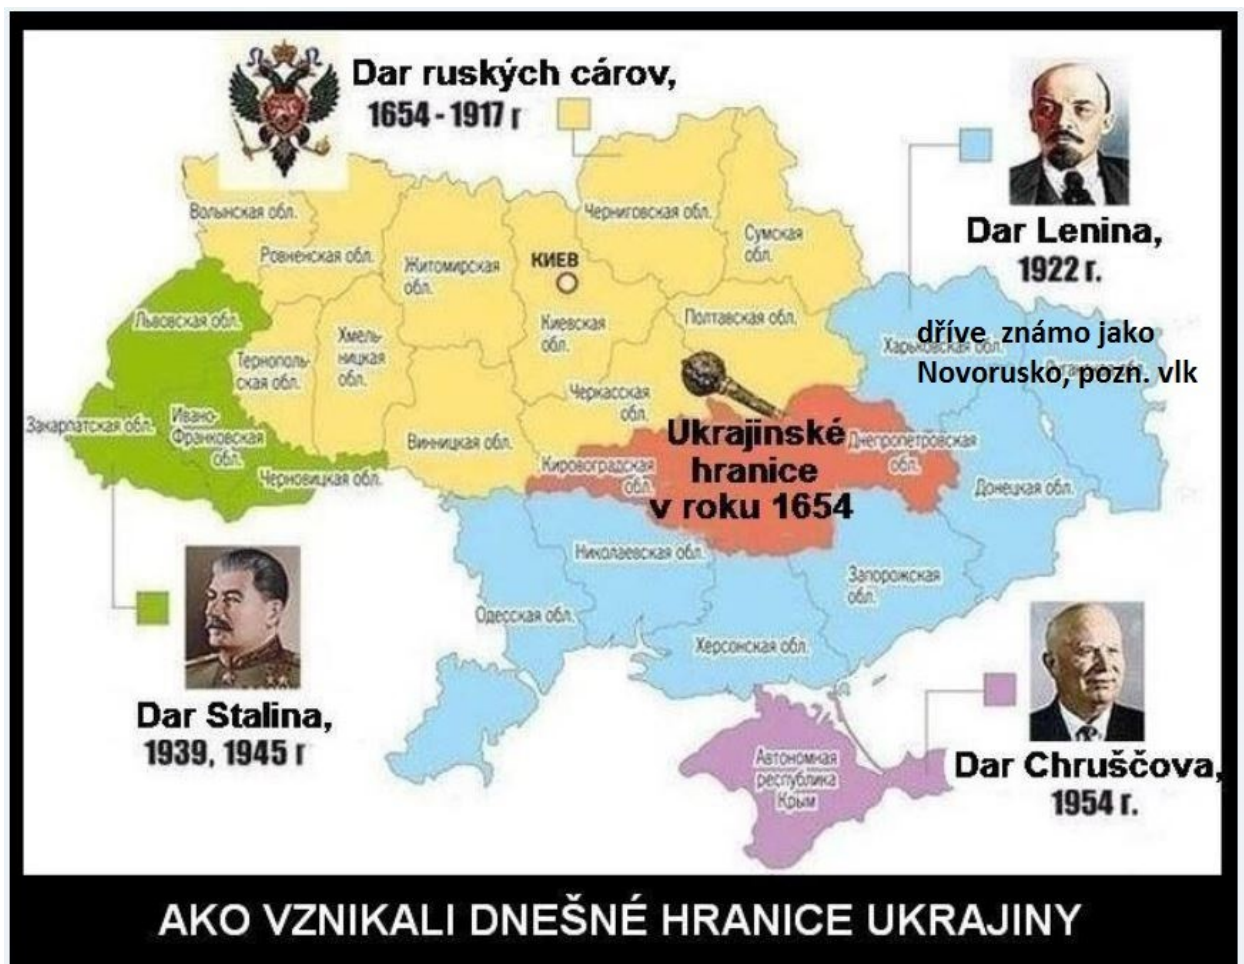 Dar ruských cárov,
1654 - 1917 г
Dar Lenina,
1922 г.
Волынская обл.
Ровненская обл.
Житомирская
обл.
КИЕВ
Черниговская обл.
Сумская
обл.
Львовская обл.
Тернополь-
ская обл.
Хмель-
ницкая
обл.
Киевская
обл.
Полтавская обл.
dříve známo jako
Харьковская обл.
Novorusko, pozn. vlk
Черкасская
обл.
Закарпатская обл.
Ивано-
Франковская
обл.
Черновицкая обл.
Винницкая обл.
Кировоградская
обл.
Ukrajinské
hranice
v roku 1654
Днепропетровская
обл.
Донецкая обл.
Николаевская обл.
Запорожская
обл.
Одесская обл.
Херсонская обл.
Dar Stalina,
1939, 1945 г
Автономная
республика
Крым
Dar Chruščova,
1954 г.
AKO VZNIKALI DNEŠNÉ HRANICE UKRAJINY